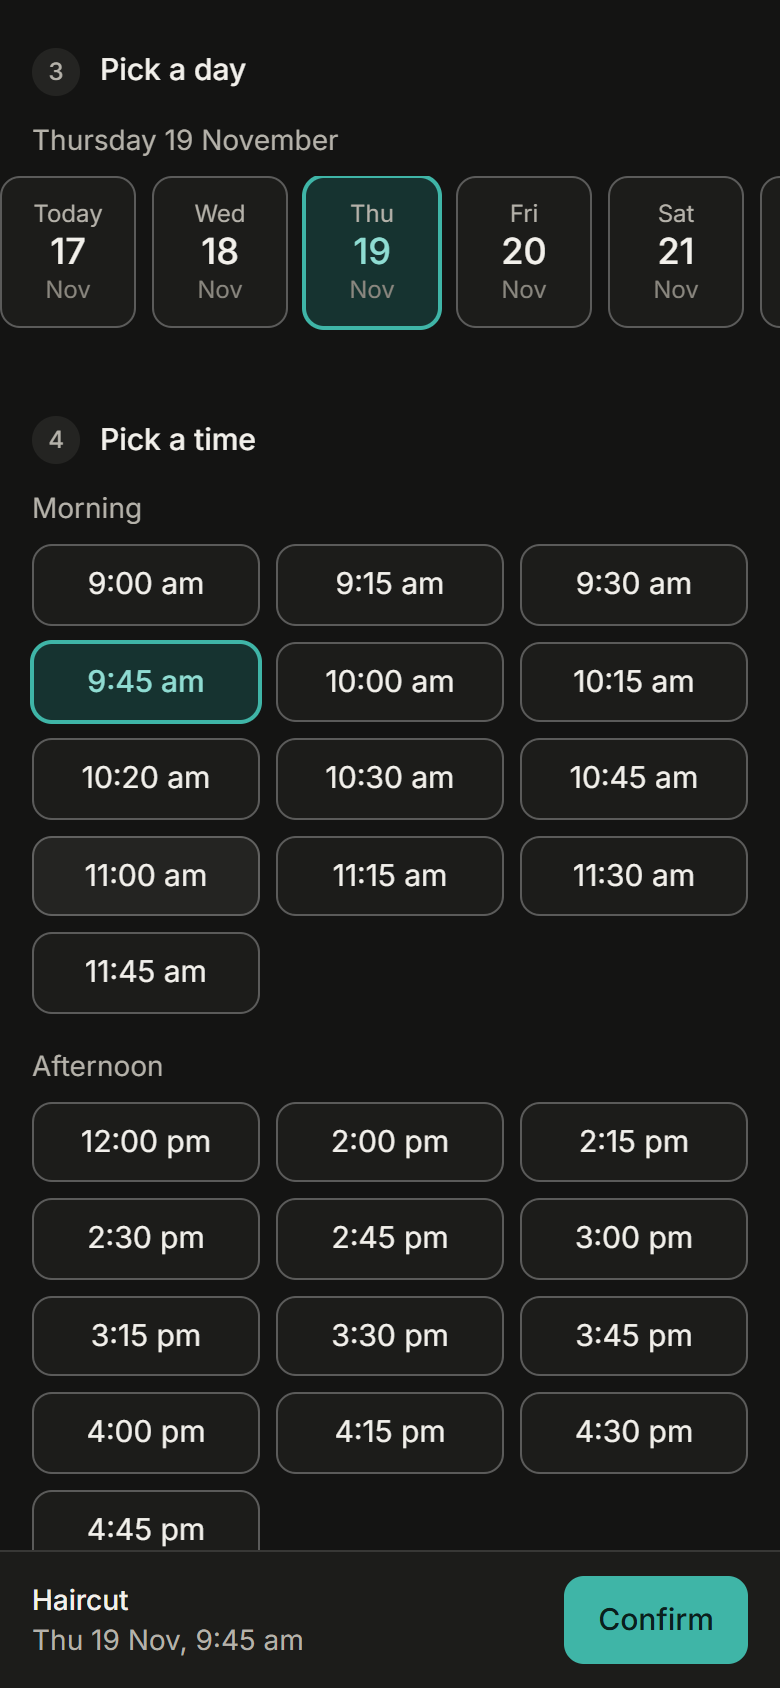 3 Pick a day
Thursday 19 November
Today Wed Thu Fri Sat
17 18 19 20 21
Nov Nov Nov Nov Nov
4 Pick a time
Morning
9:00 am 9:15 am 9:30 am
9:45 am 10:00 am 10:15 am
10:20 am 10:30 am 10:45 am
11:00 am 11:15 am 11:30 am
11:45 am
Afternoon
12:00 pm 2:00 pm 2:15 pm
2:30 pm 2:45 pm 3:00 pm
3:15 pm 3:30 pm 3:45 pm
4:00 pm 4:15 pm 4:30 pm
4:45 pm
Haircut
Thu 19 Nov, 9:45 am
Confirm